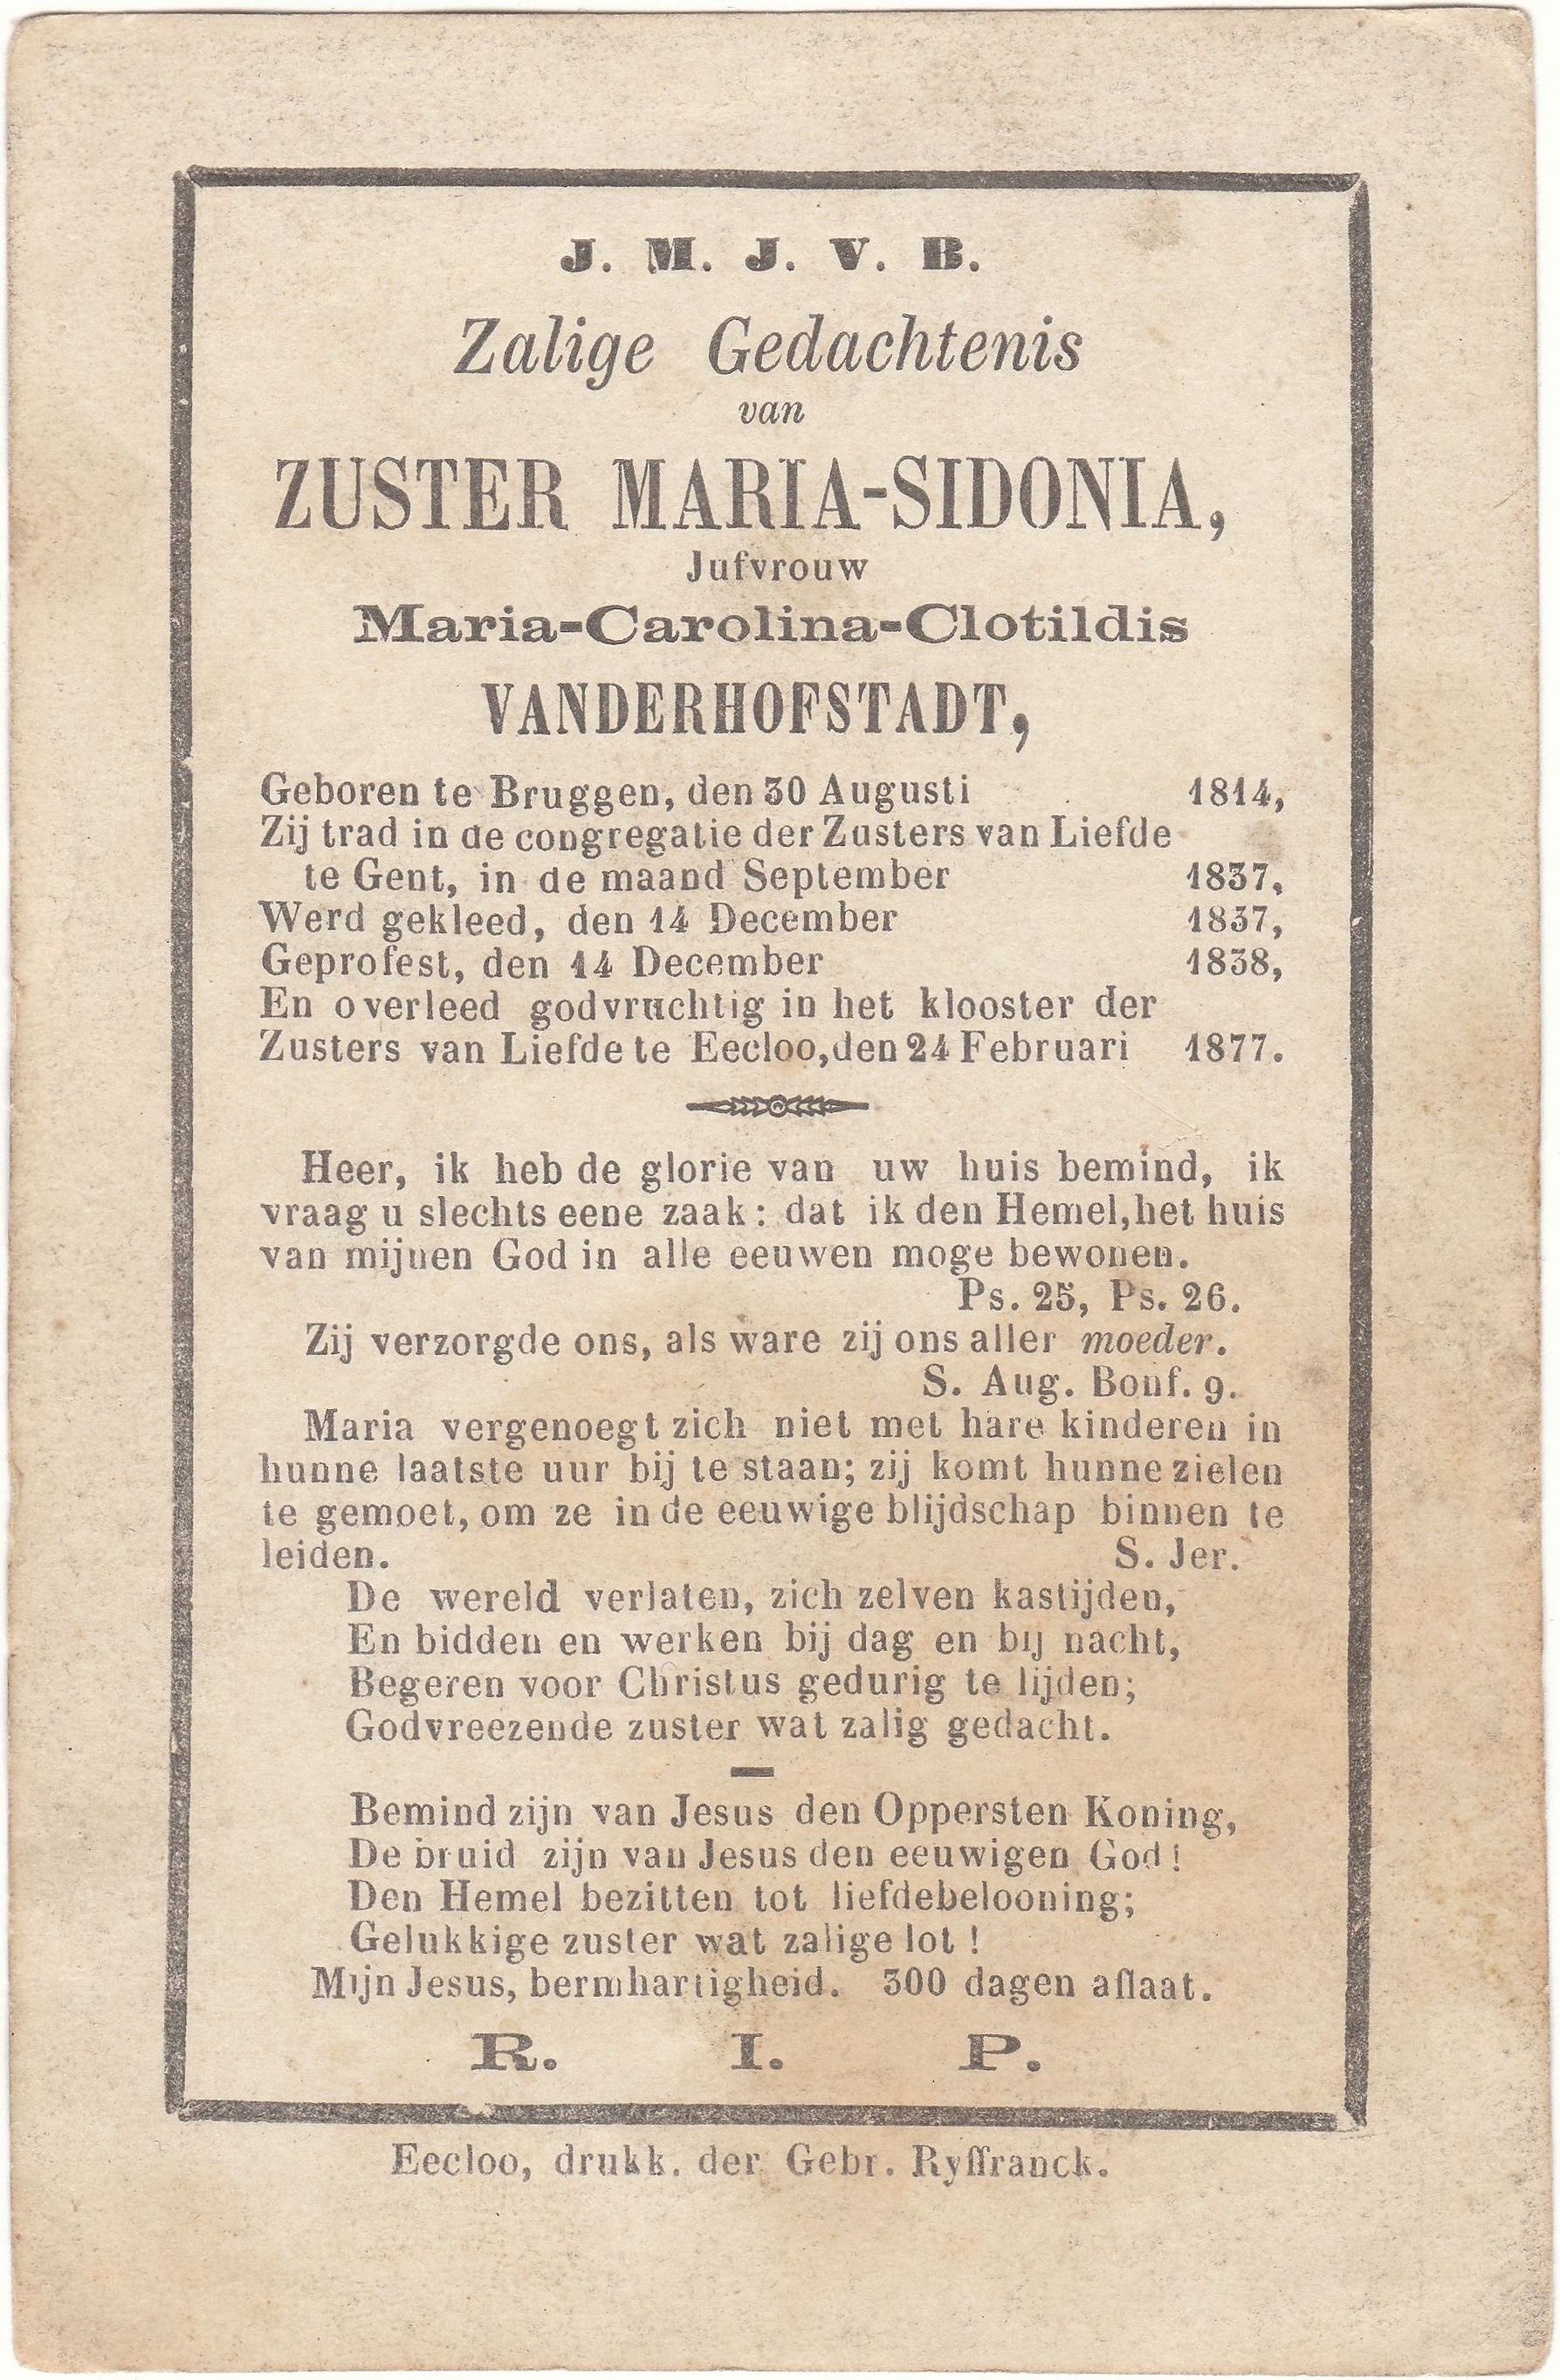 J. M. J. V. B.
Zalige Gedachtenis
van
ZUSTER MARIA-SIDONIA,
Jufvrouw
Maria-Carolina-Clotildis
VANDERHOFSTADT,
Geboren te Bruggen, den 30 Augusti 1814,
Zij trad in de congregatie der Zusters van Liefde
te Gent, in de maand September 1837,
Werd gekleed, den 14 December 1837,
Geprofest, den 14 December 1838,
En overleed godvruchtig in het klooster der
Zusters van Liefde te Eecloo, den 24 Februari 1877.
Heer, ik heb de glorie van uw huis bemind, ik
vraag u slechts eene zaak : dat ik den Hemel, het huis
van mijnen God in alle eeuwen moge bewonen.
Ps. 25, Ps. 26.
Zij verzorgde ons, als ware zij ons aller moeder.
S. Aug. Bonf. 9.
Maria vergenoegt zich niet met hare kinderen in
hunne laatste uur bij te staan; zij komt hunne zielen
te gemoet, om ze in de eeuwige blijdschap binnen te
leiden. S. Jer.
De wereld verlaten, zich zelven kastijden,
En bidden en werken bij dag en bij nacht,
Begeren voor Christus gedurig te lijden;
Godvreezende zuster wat zalig gedacht.
Bemind zijn van Jesus den Oppersten Koning,
De bruid zijn van Jesus den eeuwigen God !
Den Hemel bezitten tot liefdebelooning;
Gelukkige zuster wat zalige lot !
Mijn Jesus, bermhartigheid. 300 dagen aflaat.
R. I. P.
Eecloo, drukk. der Gebr. Ryffranck.